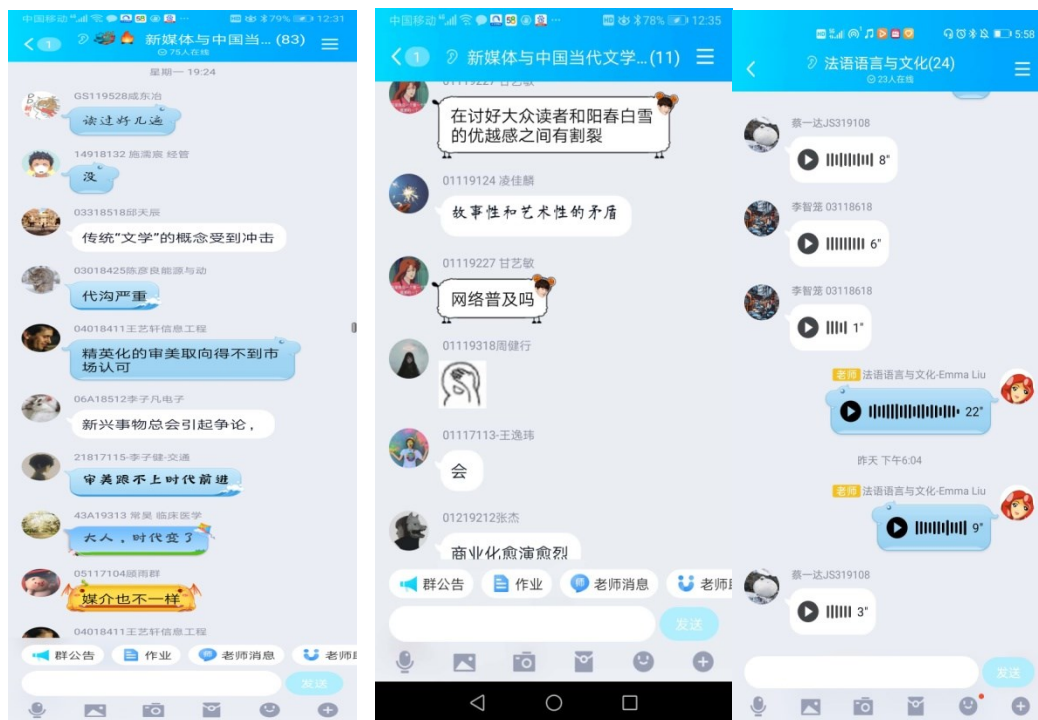 中国移动
79% 12:31
1
新媒体与中国当... (83)
75人在线
星期一 19:24
GS119528咸东冶
读过好几遍
14918132 施濡宸 经管
没
03318518邱天辰
传统“文学”的概念受到冲击
03018425陈彦良能源与动
代沟严重
04018411王艺轩信息工程
精英化的审美取向得不到市
场认可
06A18512李子凡电子
新兴事物总会引起争论，
21817115-李子健-交通
审美跟不上时代前进
43A19313 常昊 临床医学
大人，时代变了
05117104顾雨群
媒介也不一样
04018411王艺轩信息工程
群公告
作业
老师消息
发送
中国移动
78% 12:35
1
新媒体与中国当代文学...(11)
01119227 甘艺敏
在讨好大众读者和阳春白雪
的优越感之间有割裂
01119124 凌佳麟
故事性和艺术性的矛盾
01119227 甘艺敏
网络普及吗
01119318周健行
01117113-王逸玮
会
01219212张杰
商业化愈演愈烈
群公告
作业
老师消息
发送
5:58
法语语言与文化(24)
23人在线
蔡一达JS319108
8"
李智茏 03118618
6"
李智茏 03118618
1"
老师 法语语言与文化-Emma Liu
22"
昨天 下午6:04
老师 法语语言与文化-Emma Liu
9"
蔡一达JS319108
3"
发送